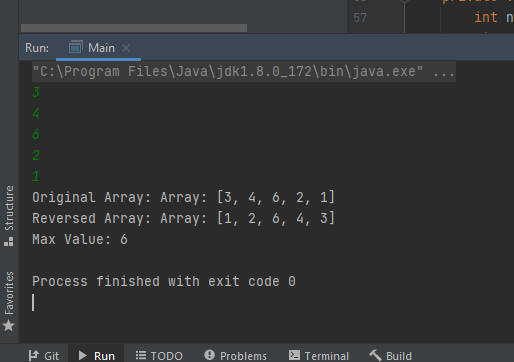 57
int n
Run: Main ×
"C:\Program Files\Java\jdk1.8.0_172\bin\java.exe" ...
3
4
6
2
1
Original Array: Array: [3, 4, 6, 2, 1]
Reversed Array: Array: [1, 2, 6, 4, 3]
Max Value: 6
Process finished with exit code 0
Structure
Favorites
Git Run TODO Problems Terminal Build